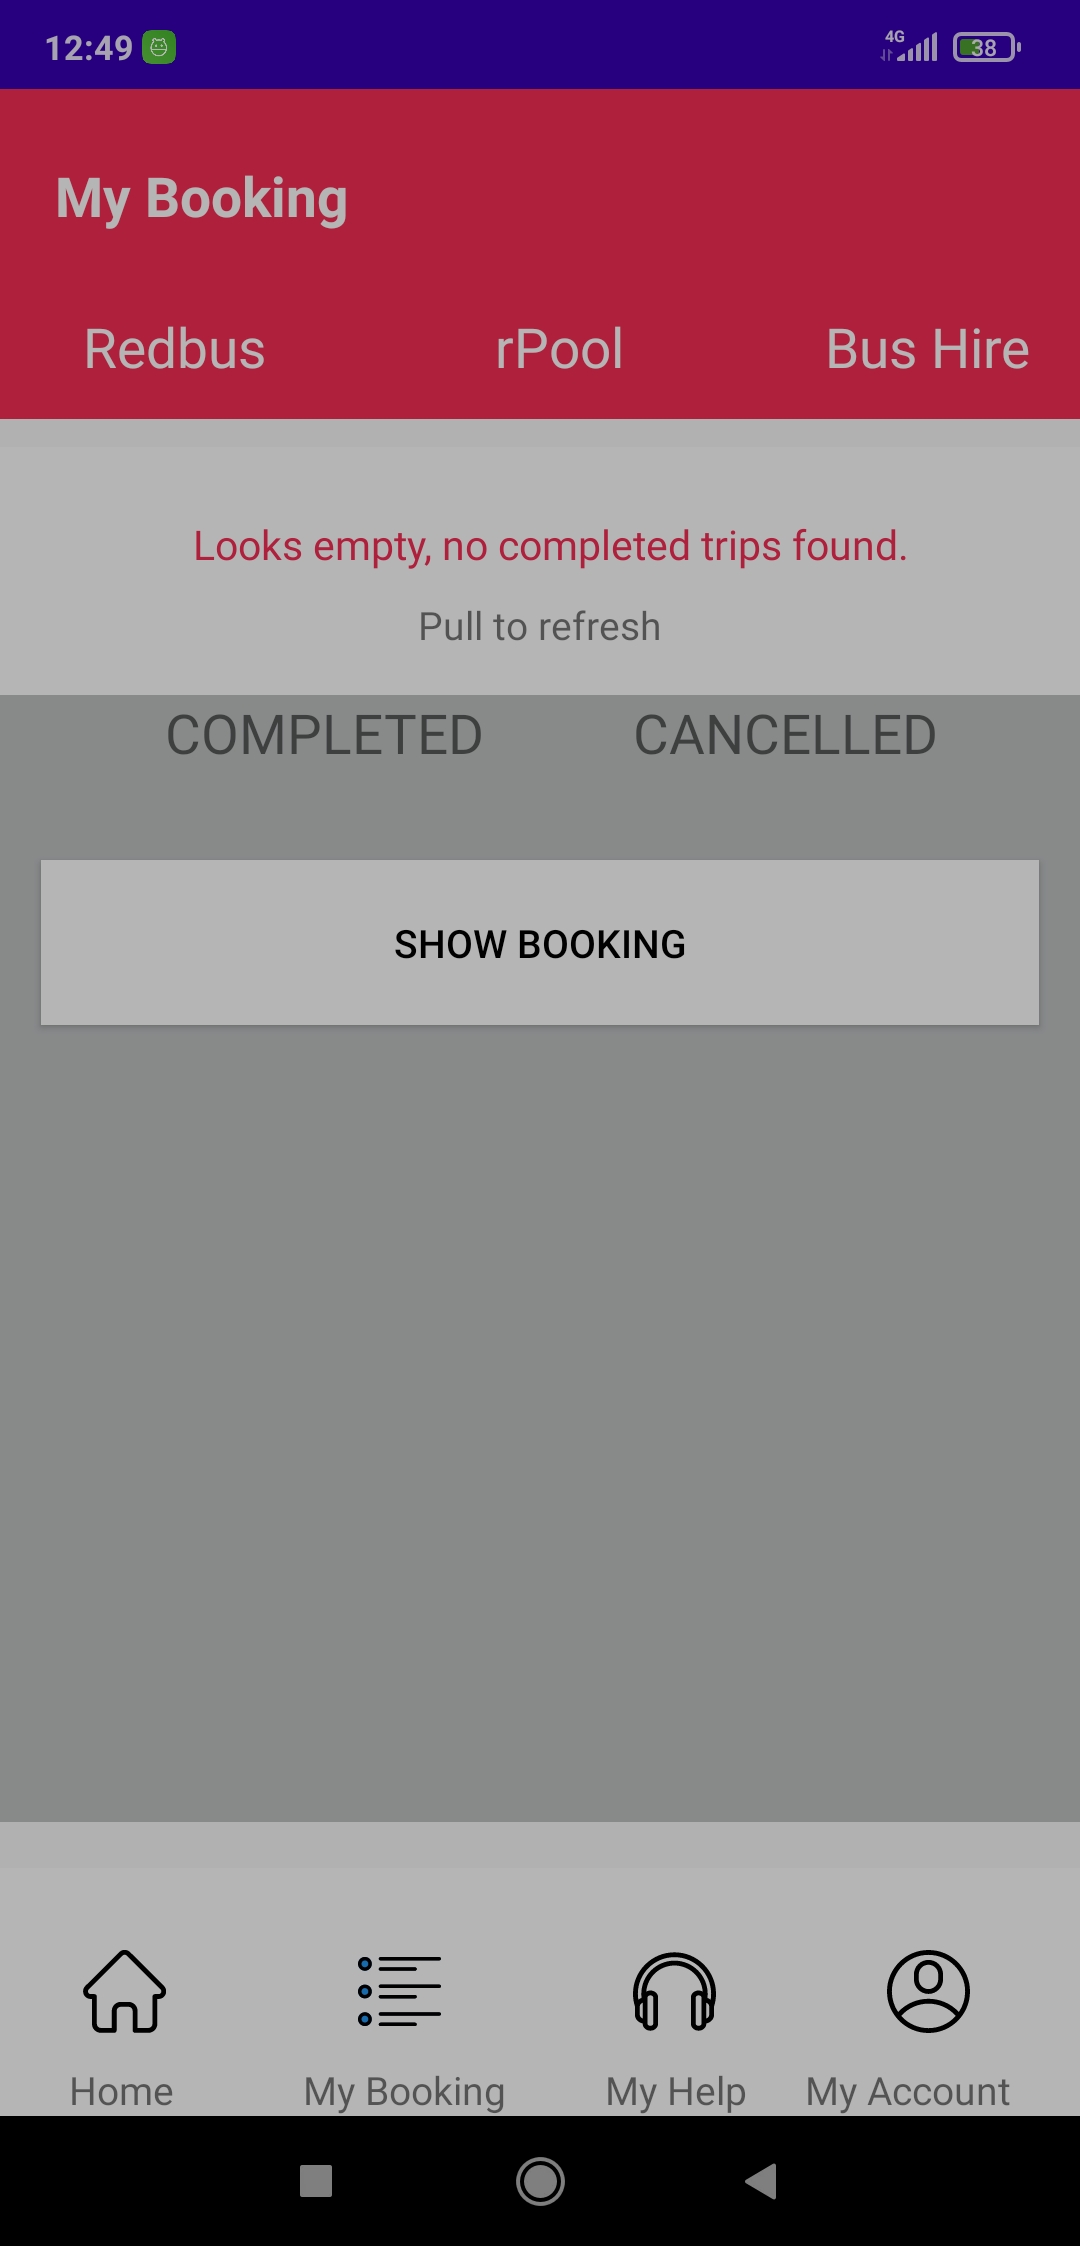 12:49 4G 38
My Booking
Redbus rPool Bus Hire
Looks empty, no completed trips found.
Pull to refresh
COMPLETED CANCELLED
SHOW BOOKING
Home My Booking My Help My Account